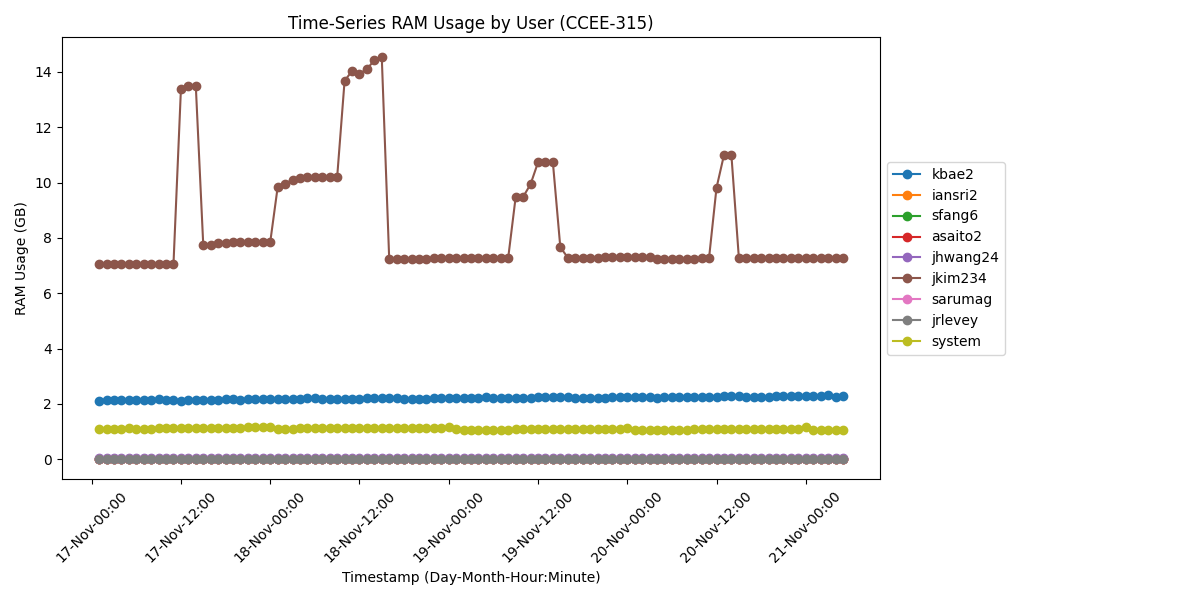 Time-Series RAM Usage by User (CCEE-315)
RAM Usage (GB)
14
12
10
8
6
4
2
0
17-Nov-00:00
17-Nov-12:00
18-Nov-00:00
18-Nov-12:00
19-Nov-00:00
19-Nov-12:00
20-Nov-00:00
20-Nov-12:00
21-Nov-00:00
Timestamp (Day-Month-Hour:Minute)
kbae2
iansri2
sfang6
asaito2
jhwang24
jkim234
sarumag
jrlevey
system